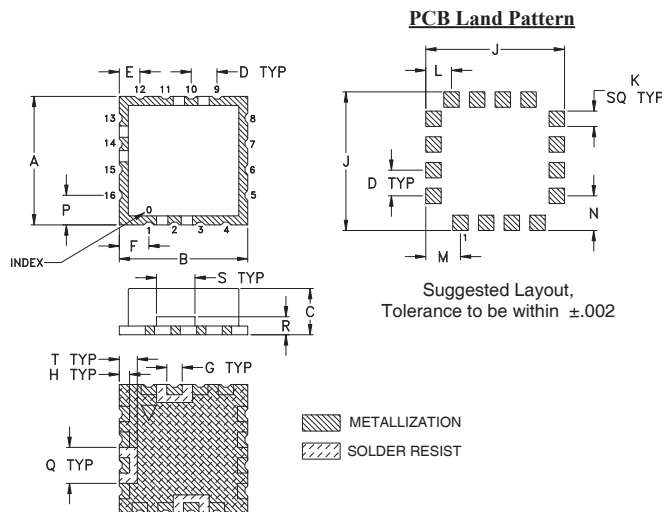 PCB Land Pattern
E
D TYP
12 11 10 9
13
14
15
16
8
7
6
5
A
P
0
1 2 3 4
F
B
INDEX
J
L
K
SQ TYP
J
D TYP
N
M
1
S TYP
C
R
Suggested Layout,
Tolerance to be within ±.002
T TYP
H TYP
G TYP
Q TYP
METALLIZATION
SOLDER RESIST